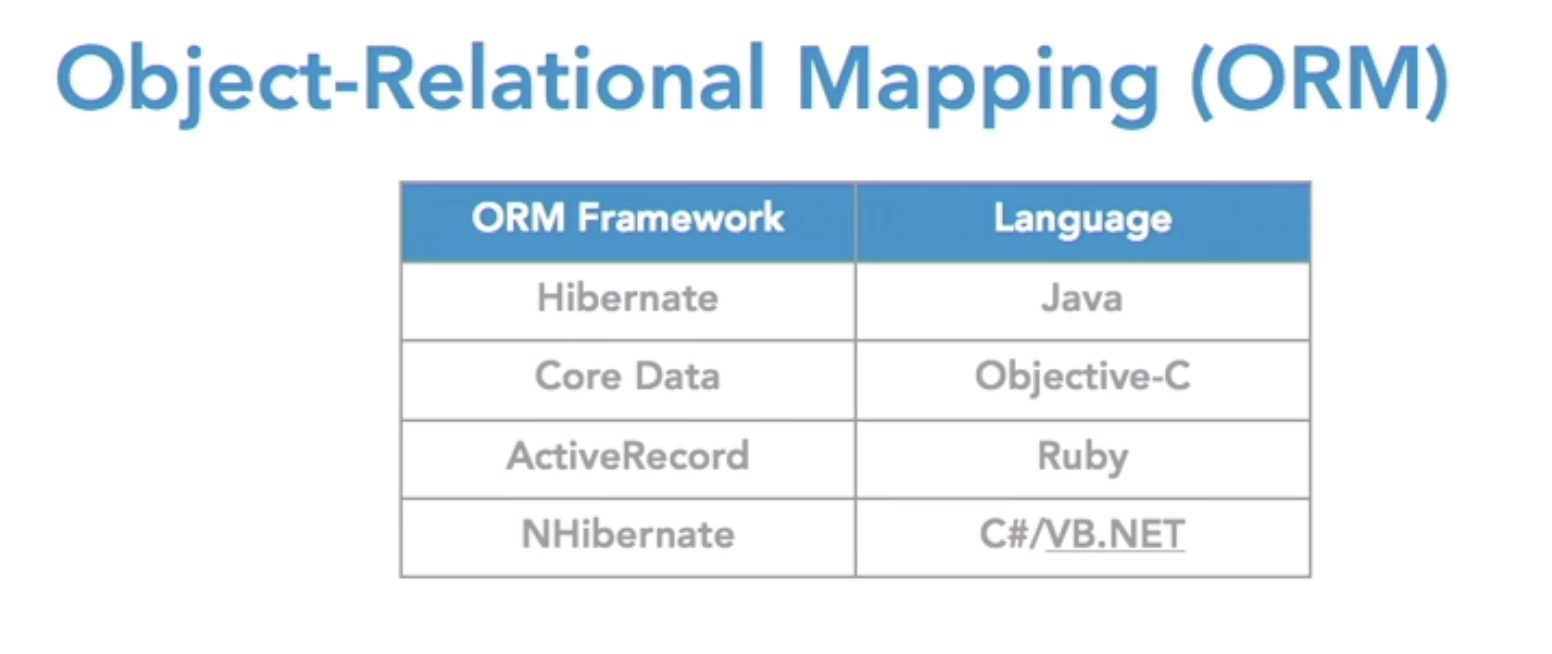 Object-Relational Mapping (ORM)
ORM Framework Language
Hibernate Java
Core Data Objective-C
ActiveRecord Ruby
NHibernate C#/VB.NET